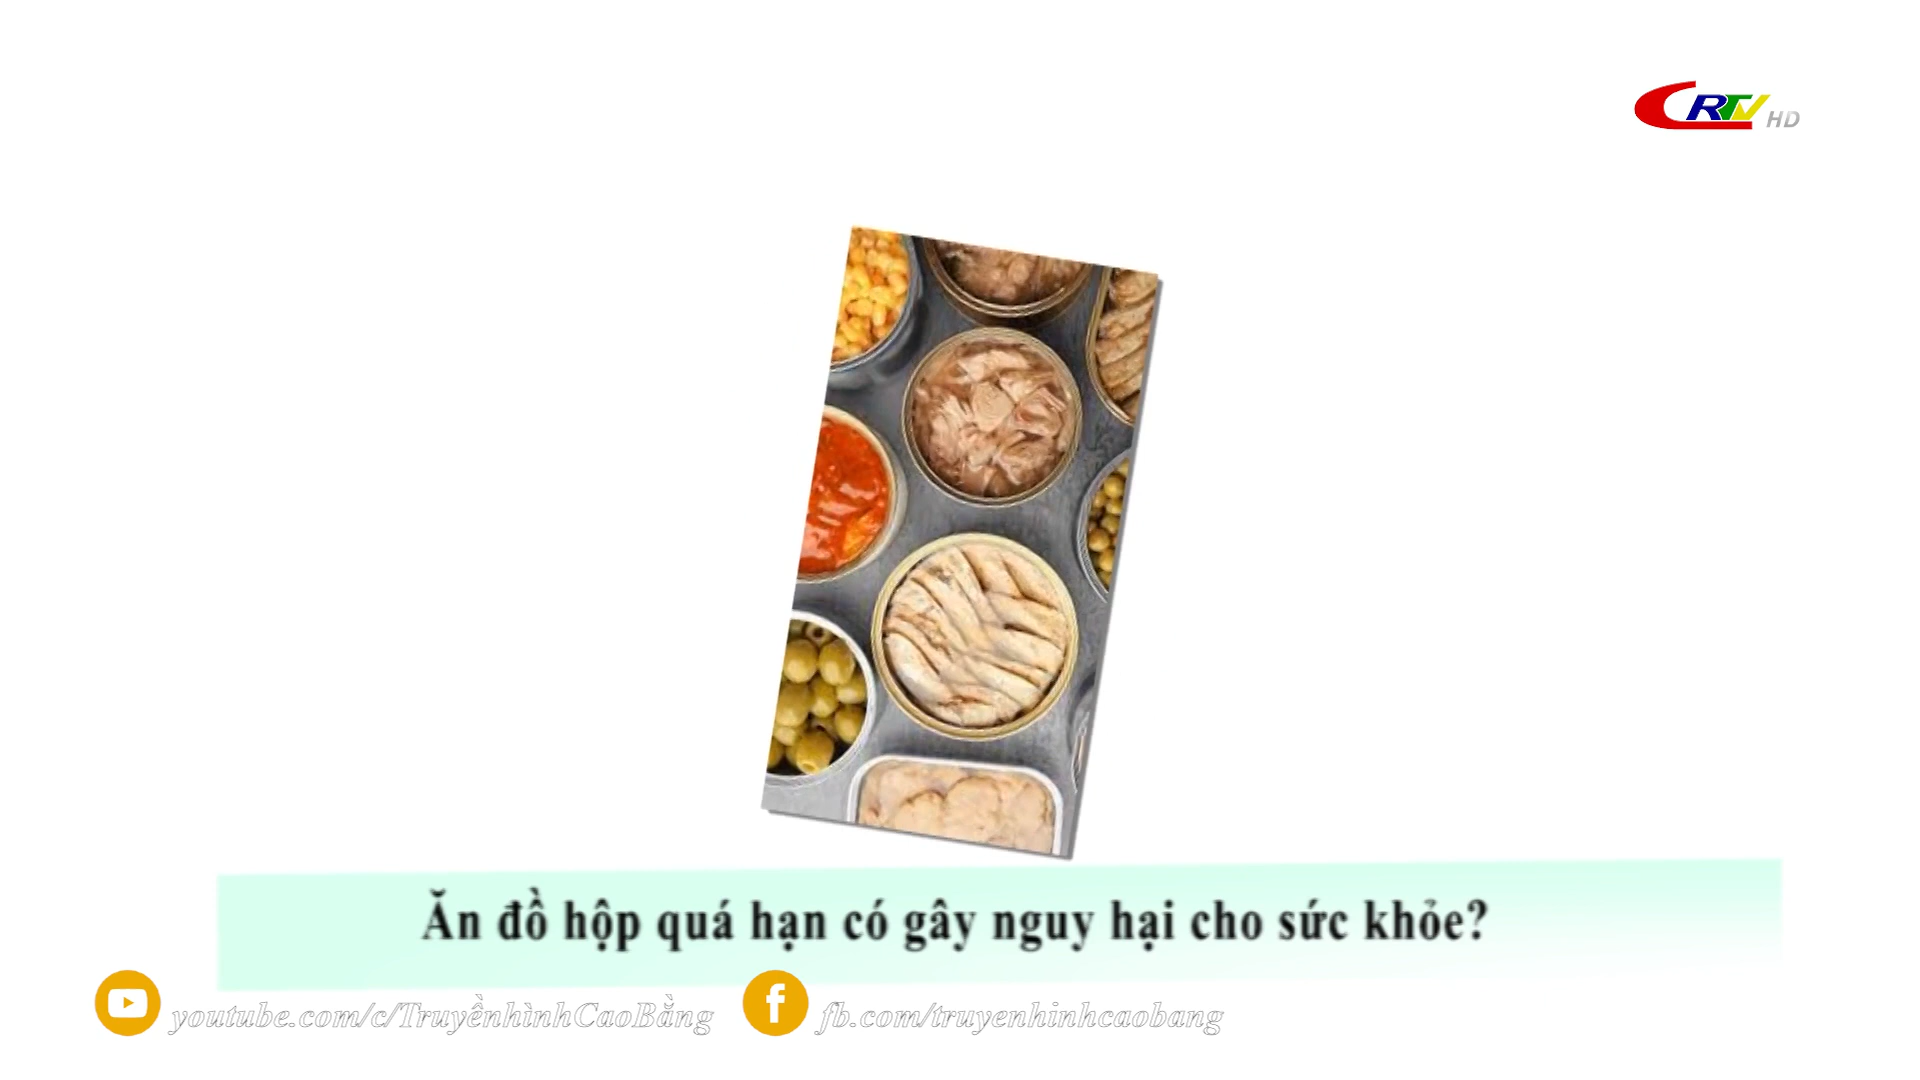 CRTV HD
Ăn đồ hộp quá hạn có gây nguy hại cho sức khỏe?
youtube.com/c/TruyềnhìnhCaoBằng
fb.com/truyenhinhcaobang